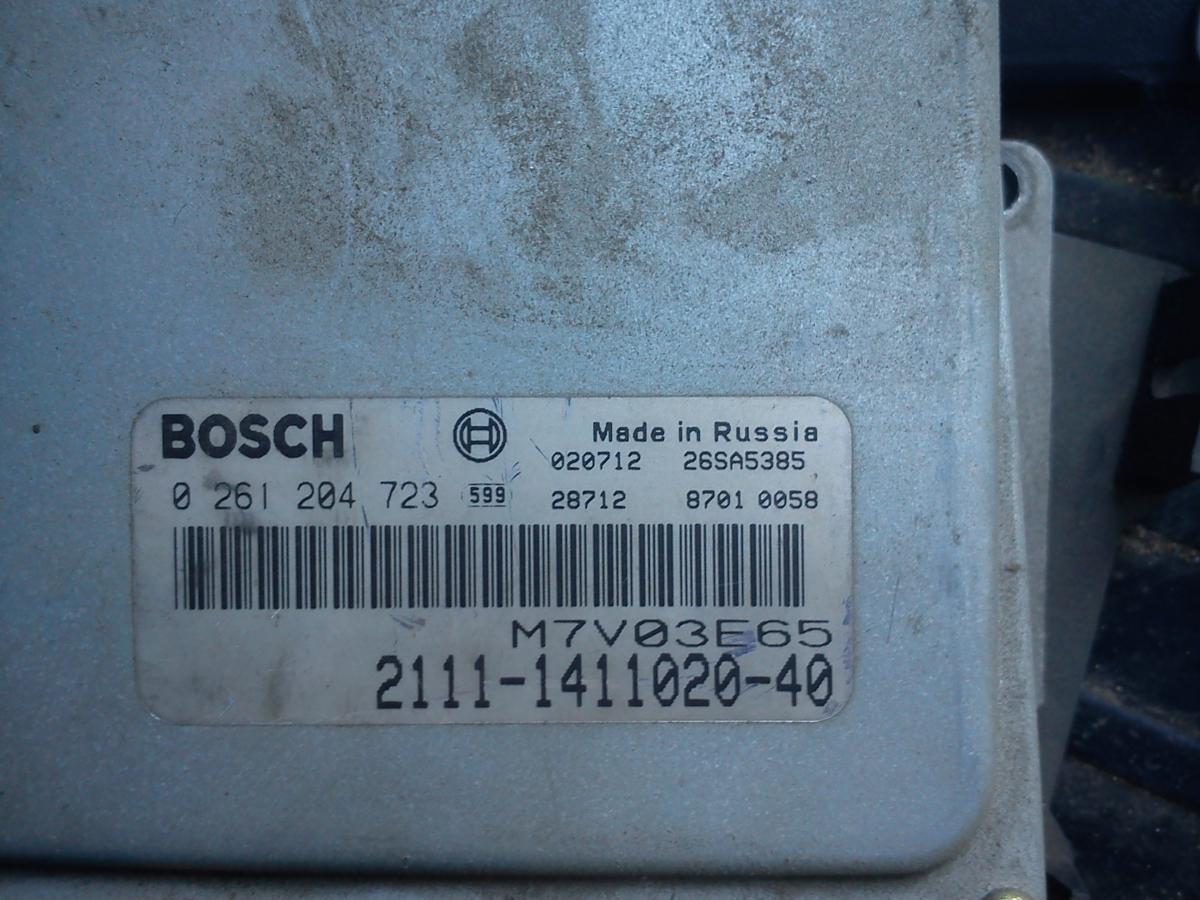 BOSCH
Made in Russia
020712 26SA5385
0 261 204 723 599 28712 8701 0058
M7V03E65
2111-1411020-40